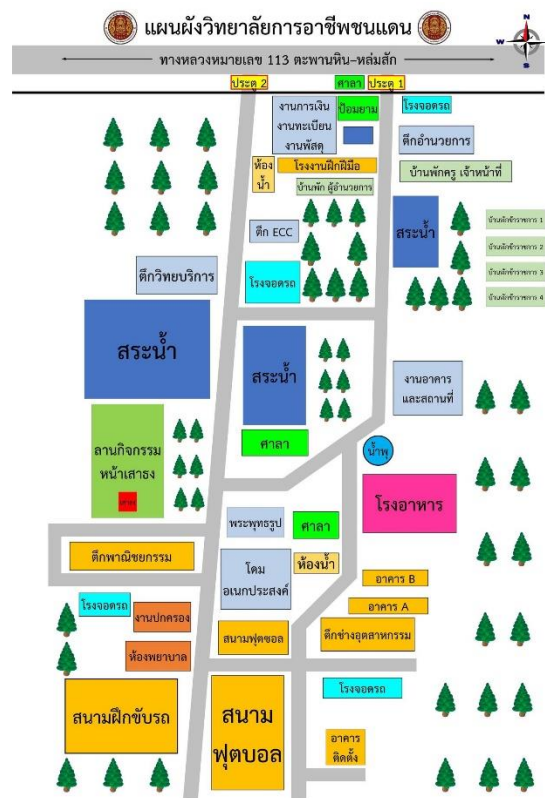 แผนผังวิทยาลัยการอาชีพชนแดน
N
W
E
S
ทางหลวงหมายเลข 113 ตะพานหิน-หล่มสัก
ประตู 2
ศาลา
ประตู 1
งานการเงิน
งานทะเบียน
งานพัสดุ
ป้อมยาม
โรงจอดรถ
ตึกอำนวยการ
ห้อง
น้ำ
โรงงานฝึกฝีมือ
บ้านพักครู เจ้าหน้าที่
บ้านพัก ผู้อำนวยการ
ตึก ECC
สระน้ำ
บ้านพักข้าราชการ 1
บ้านพักข้าราชการ 2
บ้านพักข้าราชการ 3
บ้านพักข้าราชการ 4
ตึกวิทยบริการ
โรงจอดรถ
สระน้ำ
สระน้ำ
งานอาคาร
และสถานที่
ศาลา
ลานกิจกรรม
หน้าเสาธง
น้ำพุ
โรงอาหาร
พระพุทธรูป
ศาลา
ตึกพาณิชยกรรม
โดม
อเนกประสงค์
ห้องน้ำ
อาคาร B
อาคาร A
โรงจอดรถ
งานปกครอง
สนามฟุตซอล
ตึกช่างอุตสาหกรรม
ห้องพยาบาล
สนามฝึกขับรถ
สนาม
ฟุตบอล
โรงจอดรถ
อาคาร
ติดตั้ง